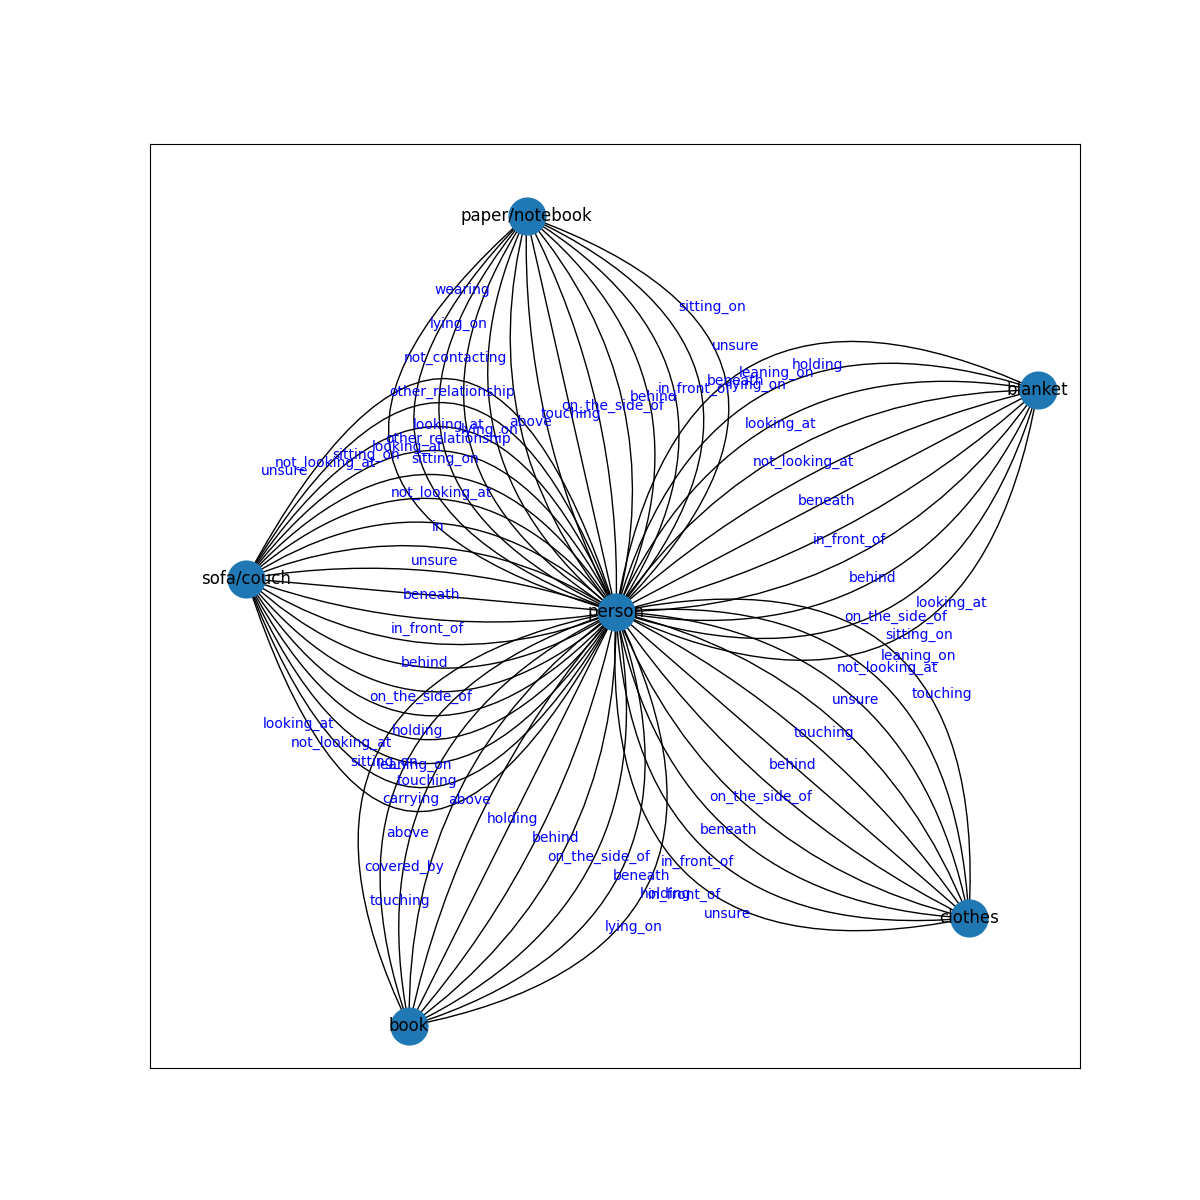 paper/notebook
wearing
sitting_on
lying_on
unsure
not_contacting
holding
leaning_on
beneath
lying_on
in_front_of
other_relationship
behind
on_the_side_of
touching
above
looking_at
looking_at
lying_on
other_relationship
looking_at
sitting_on
sitting_on
not_looking_at
unsure
not_looking_at
blanket
not_looking_at
in
beneath
in_front_of
unsure
sofa/couch
behind
beneath
looking_at
person
on_the_side_of
in_front_of
sitting_on
leaning_on
behind
not_looking_at
on_the_side_of
unsure
touching
looking_at
holding
touching
not_looking_at
sitting_on
leaning_on
behind
touching
carrying
above
on_the_side_of
holding
above
beneath
behind
covered_by
on_the_side_of
in_front_of
beneath
touching
holding
in_front_of
unsure
lying_on
clothes
book